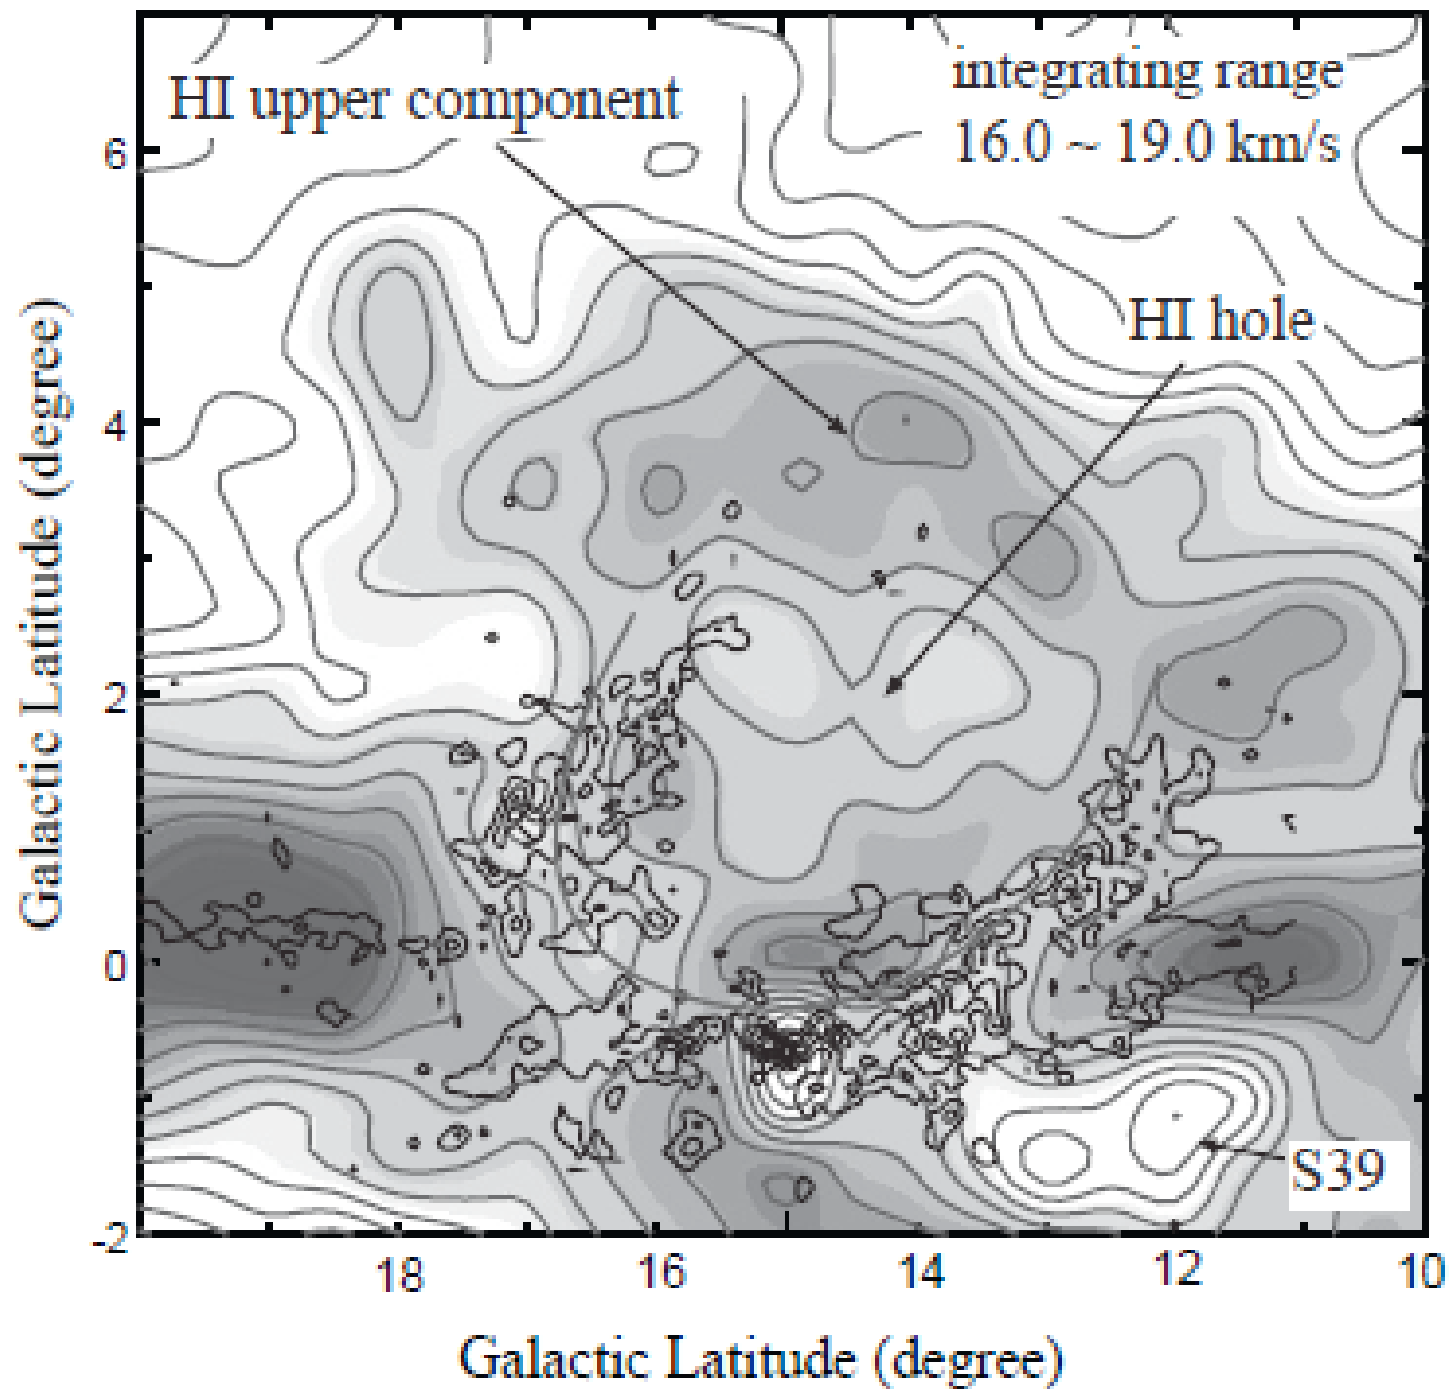 HI upper component
integrating range
16.0 ~ 19.0 km/s
HI hole
S39
6
4
2
0
-2
18
16
14
12
10
Galactic Latitude (degree)
Galactic Latitude (degree)